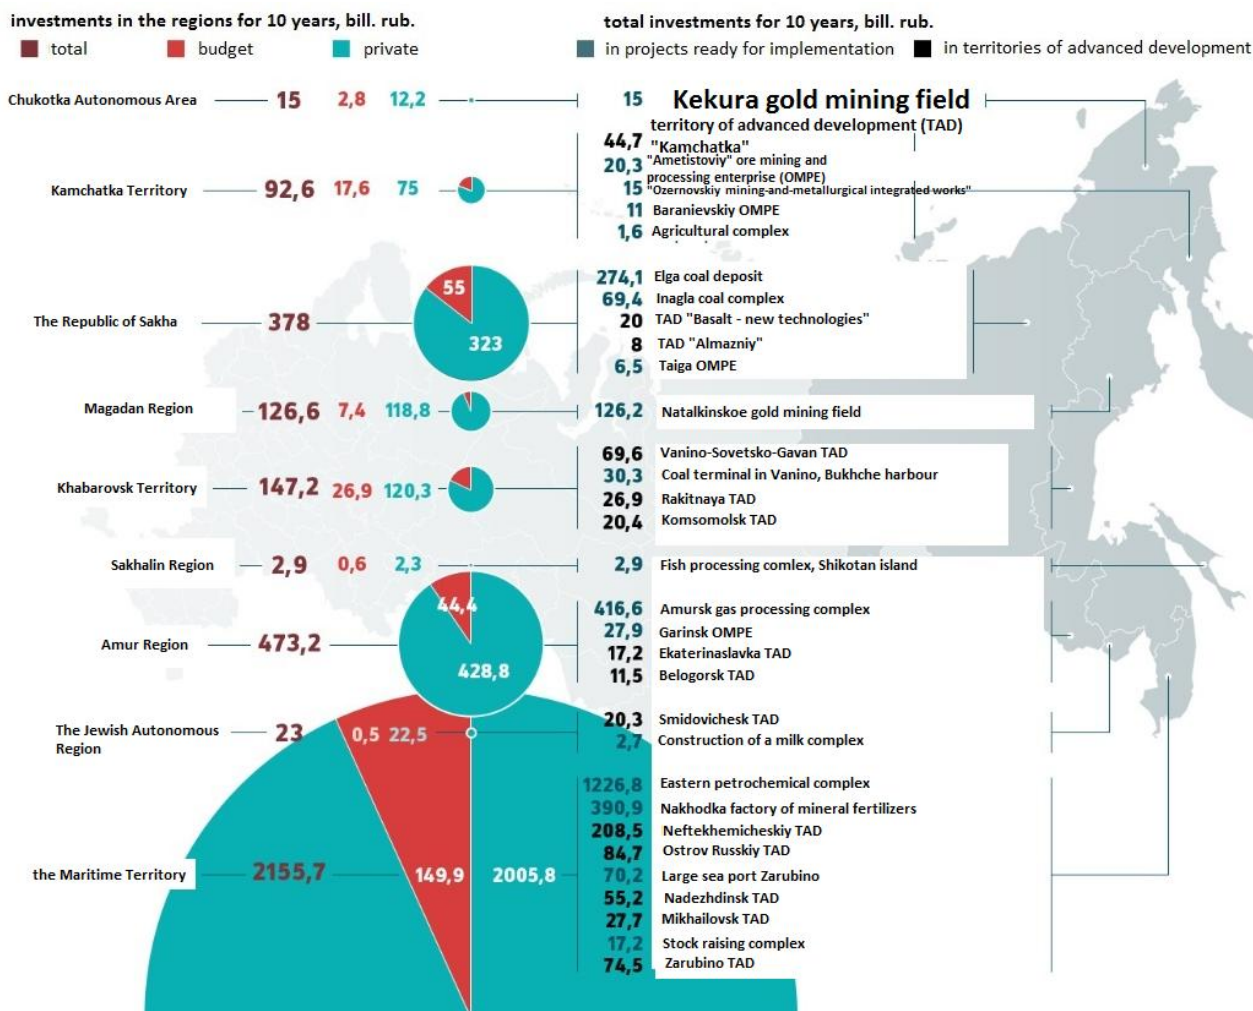 investments in the regions for 10 years, bill. rub.
total budget private
total investments for 10 years, bill. rub.
in projects ready for implementation in territories of advanced development
Chukotka Autonomous Area 15 2,8 12,2
15 Kekura gold mining field
Kamchatka Territory 92,6 17,6 75
44,7 territory of advanced development (TAD)
"Kamchatka"
20,3 "Ametistoviy" ore mining and
processing enterprise (OMPE)
15 "Ozernovskiy mining-and-metallurgical integrated works"
11 Baranievskiy OMPE
1,6 Agricultural complex
The Republic of Sakha 378 55 323
274,1 Elga coal deposit
69,4 Inagla coal complex
20 TAD "Basalt - new technologies"
8 TAD "Almazniy"
6,5 Taiga OMPE
Magadan Region 126,6 7,4 118,8
126,2 Natalkinskoe gold mining field
Khabarovsk Territory 147,2 26,9 120,3
69,6 Vanino-Sovetsko-Gavan TAD
30,3 Coal terminal in Vanino, Bukhche harbour
26,9 Rakitnaya TAD
20,4 Komsomolsk TAD
Sakhalin Region 2,9 0,6 2,3
2,9 Fish processing comlex, Shikotan island
Amur Region 473,2 44,4 428,8
416,6 Amursk gas processing complex
27,9 Garinsk OMPE
17,2 Ekaterinaslavka TAD
11,5 Belogorsk TAD
The Jewish Autonomous
Region 23 0,5 22,5
20,3 Smidovichesk TAD
2,7 Construction of a milk complex
the Maritime Territory 2155,7 149,9 2005,8
1226,8 Eastern petrochemical complex
390,9 Nakhodka factory of mineral fertilizers
208,5 Neftekhemicheskiy TAD
84,7 Ostrov Russkiy TAD
70,2 Large sea port Zarubino
55,2 Nadezhdinsk TAD
27,7 Mikhailovsk TAD
17,2 Stock raising complex
74,5 Zarubino TAD